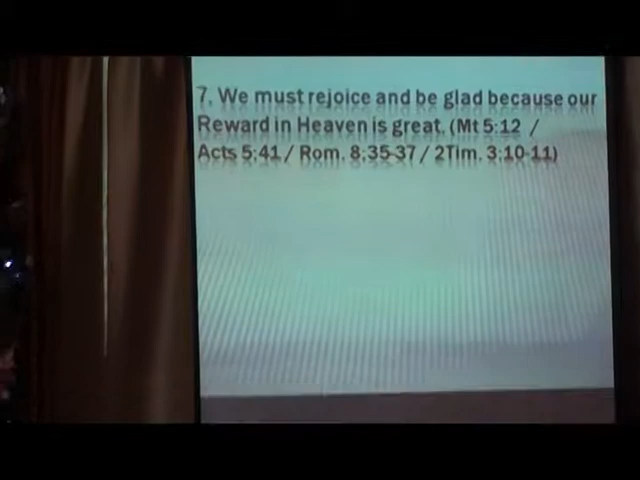 7. We must rejoice and be glad because our
Reward in Heaven is great. (Mt 5:12 /
Acts 5:41 / Rom. 8:35-37 / 2Tim. 3:10-11)